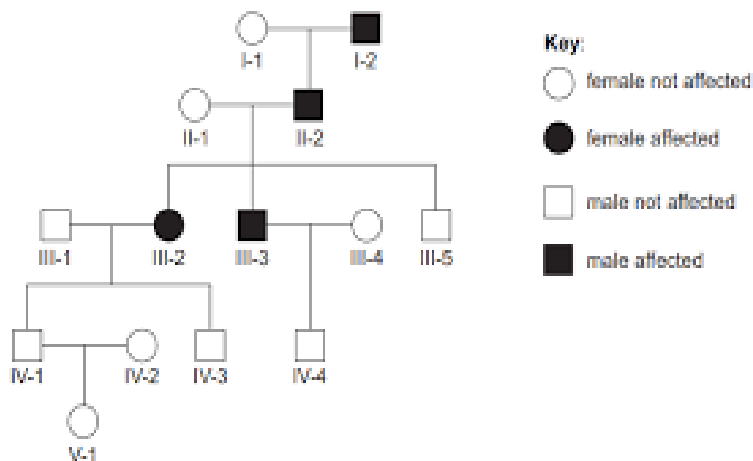 Key:
I-1 I-2
female not affected
II-1 II-2
female affected
male not affected
III-1 III-2 III-3 III-4 III-5
male affected
IV-1 IV-2 IV-3 IV-4
V-1